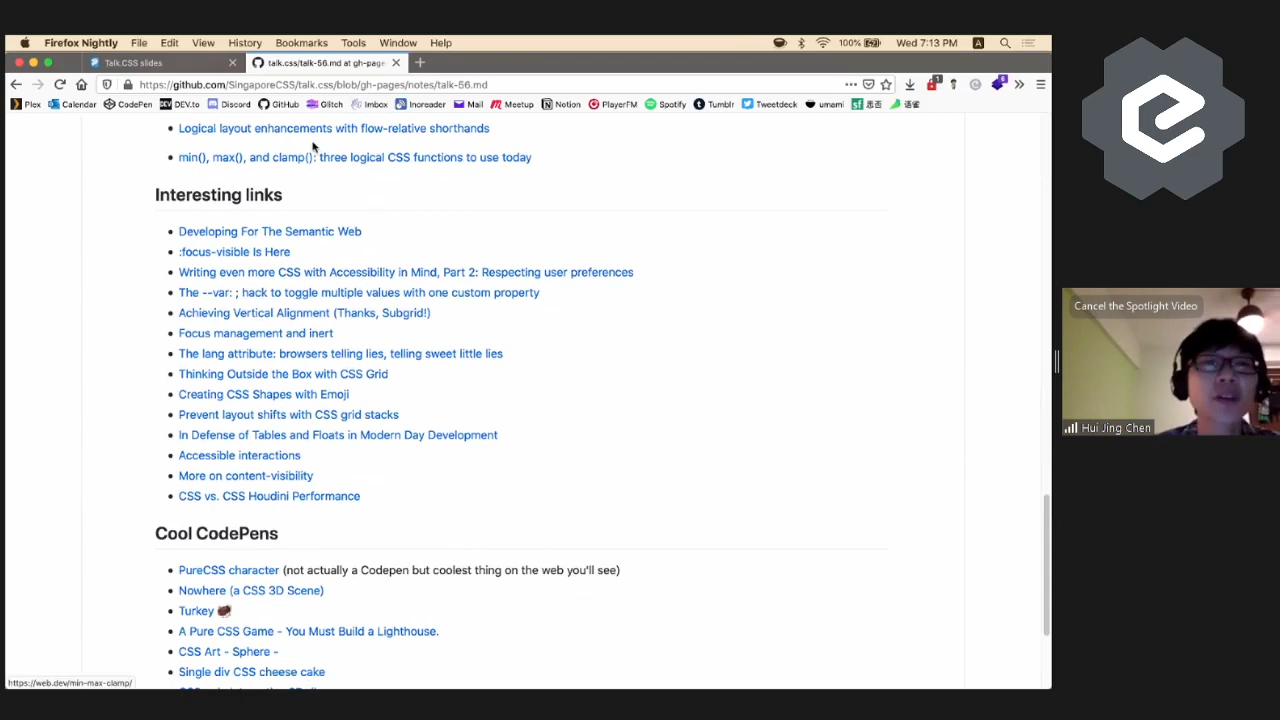 Firefox Nightly File Edit View History Bookmarks Tools Window Help 100% Wed 7:13 PM A
Talk.CSS slides talk.css/talk-56.md at gh-page
https://github.com/SingaporeCSS/talk.css/blob/gh-pages/notes/talk-56.md
Plex Calendar CodePen DEV.to Discord GitHub Glitch Imbox Inoreader Mail Meetup Notion PlayerFM Spotify Tumblr Tweetdeck umami 思否 语雀
Logical layout enhancements with flow-relative shorthands
min(), max(), and clamp(): three logical CSS functions to use today
Interesting links
Developing For The Semantic Web
:focus-visible Is Here
Writing even more CSS with Accessibility in Mind, Part 2: Respecting user preferences
The --var: ; hack to toggle multiple values with one custom property
Achieving Vertical Alignment (Thanks, Subgrid!)
Focus management and inert
The lang attribute: browsers telling lies, telling sweet little lies
Thinking Outside the Box with CSS Grid
Creating CSS Shapes with Emoji
Prevent layout shifts with CSS grid stacks
In Defense of Tables and Floats in Modern Day Development
Accessible interactions
More on content-visibility
CSS vs. CSS Houdini Performance
Cool CodePens
PureCSS character (not actually a Codepen but coolest thing on the web you'll see)
Nowhere (a CSS 3D Scene)
Turkey
A Pure CSS Game - You Must Build a Lighthouse.
CSS Art - Sphere -
Single div CSS cheese cake
https://web.dev/min-max-clamp/
Cancel the Spotlight Video
Hui Jing Chen